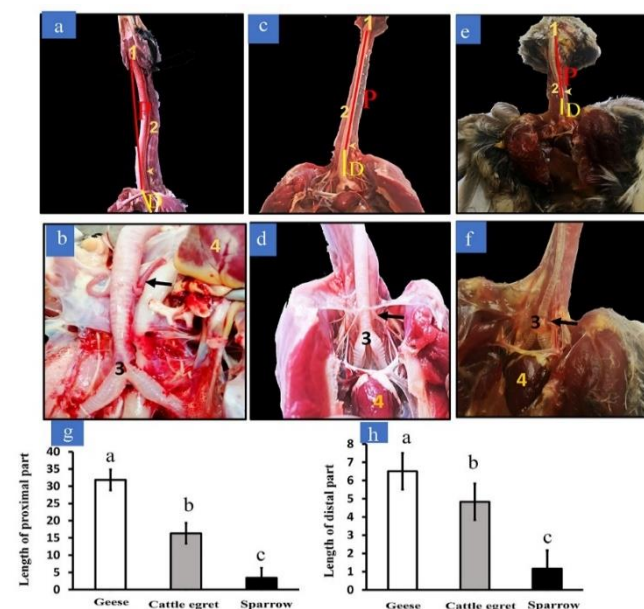 a
1
2
D
c
1
2
P
D
e
1
P
2
D
b
4
3
d
3
4
f
3
4
g
Length of proximal part
40
35
30
25
20
15
10
5
0
a
b
c
Geese
Cattle egret
Sparrow
h
Length of distal part
8
7
6
5
4
3
2
1
0
a
b
c
Geese
Cattle egret
Sparrow